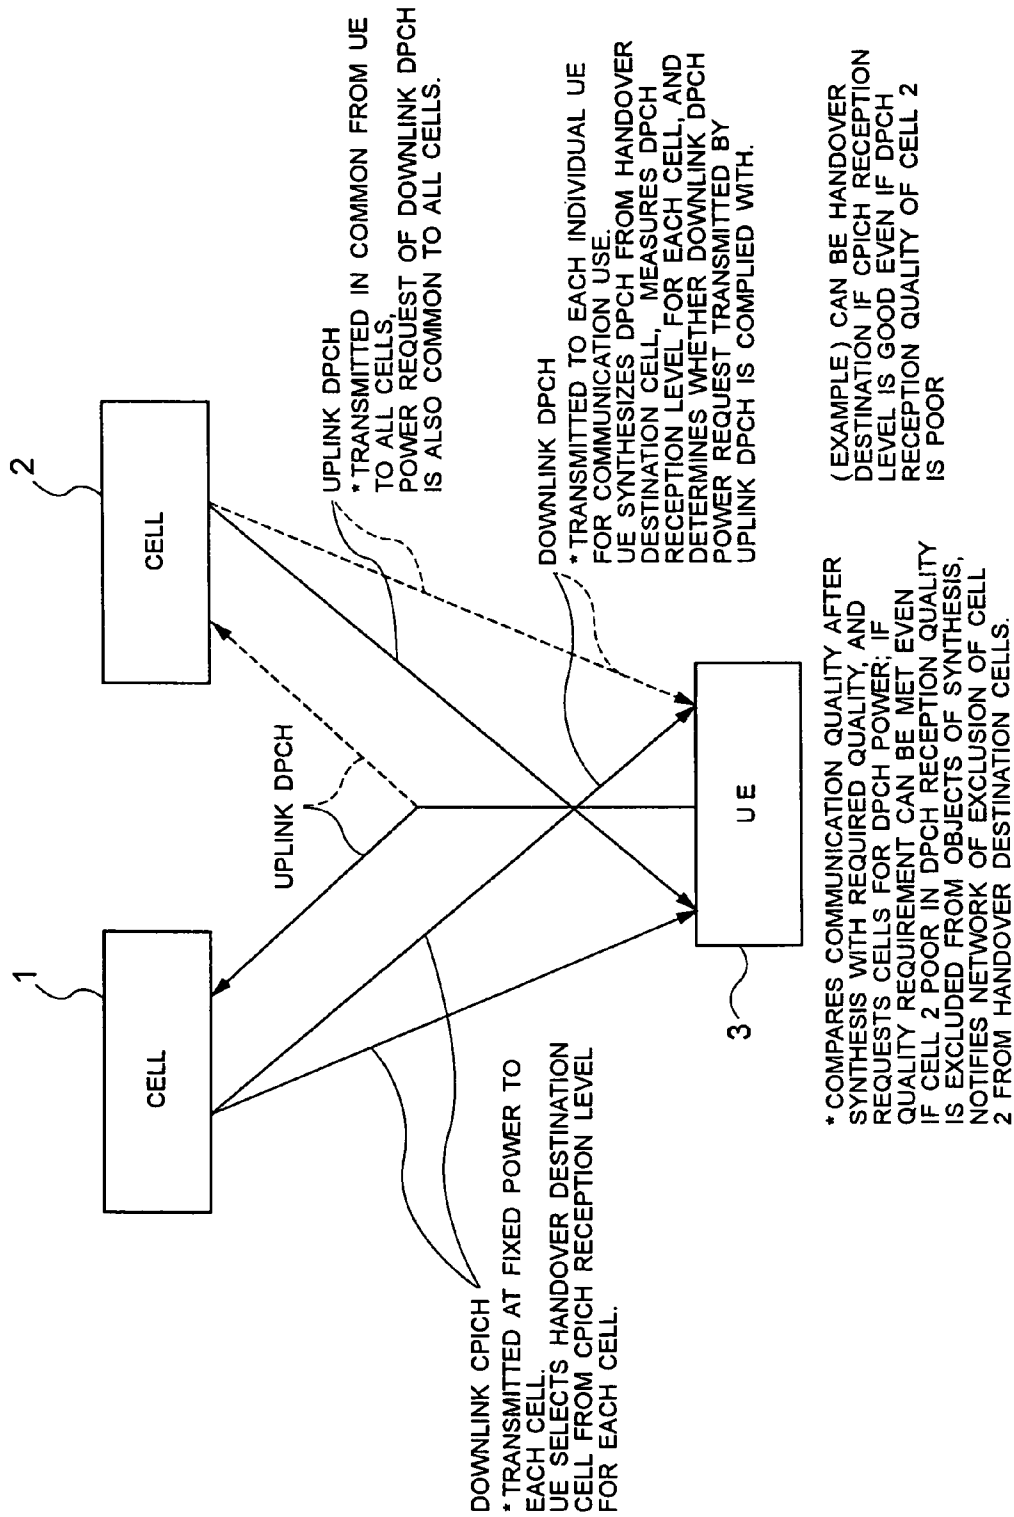 1
CELL
2
CELL
UPLINK DPCH
UPLINK DPCH
* TRANSMITTED IN COMMON FROM UE
TO ALL CELLS,
POWER REQUEST OF DOWNLINK DPCH
IS ALSO COMMON TO ALL CELLS.
DOWNLINK CPICH
* TRANSMITTED AT FIXED POWER TO
EACH CELL.
UE SELECTS HANDOVER DESTINATION
CELL FROM CPICH RECEPTION LEVEL
FOR EACH CELL.
DOWNLINK DPCH
* TRANSMITTED TO EACH INDIVIDUAL UE
FOR COMMUNICATION USE.
UE SYNTHESIZES DPCH FROM HANDOVER
DESTINATION CELL, MEASURES DPCH
RECEPTION LEVEL FOR EACH CELL, AND
DETERMINES WHETHER DOWNLINK DPCH
POWER REQUEST TRANSMITTED BY
UPLINK DPCH IS COMPLIED WITH.
3
UE
* COMPARES COMMUNICATION QUALITY AFTER
SYNTHESIS WITH REQUIRED QUALITY, AND
REQUESTS CELLS FOR DPCH POWER; IF
QUALITY REQUIREMENT CAN BE MET EVEN
IF CELL 2 POOR IN DPCH RECEPTION QUALITY
IS EXCLUDED FROM OBJECTS OF SYNTHESIS,
NOTIFIES NETWORK OF EXCLUSION OF CELL
2 FROM HANDOVER DESTINATION CELLS.
(EXAMPLE) CAN BE HANDOVER
DESTINATION IF CPICH RECEPTION
LEVEL IS GOOD EVEN IF DPCH
RECEPTION QUALITY OF CELL 2
IS POOR